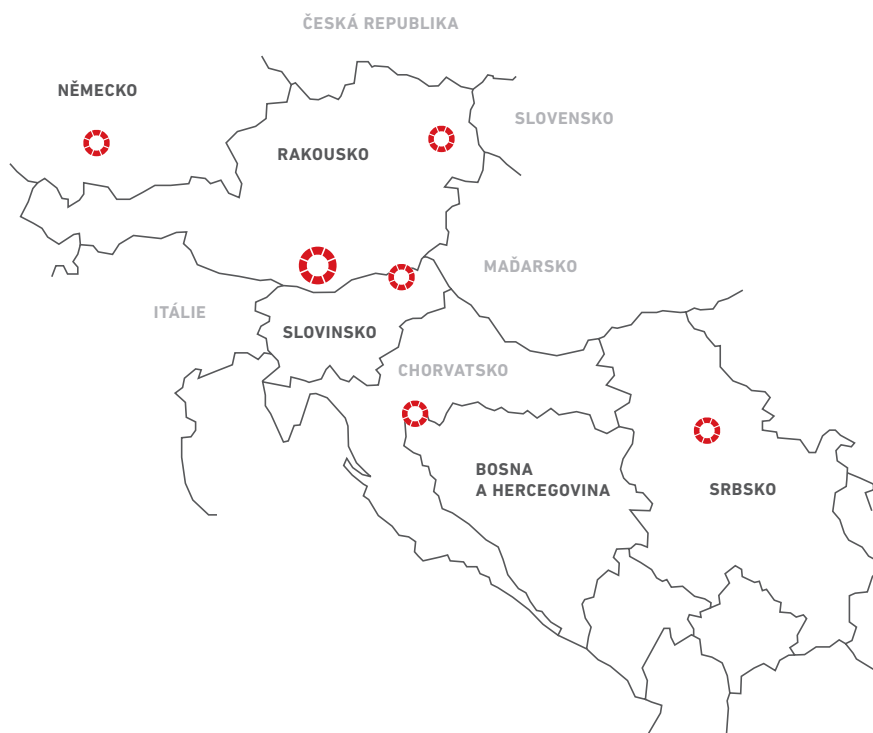 ČESKÁ REPUBLIKA
NĚMECKO
SLOVENSKO
RAKOUSKO
MAĎARSKO
ITÁLIE
SLOVINSKO
CHORVATSKO
BOSNA
A HERCEGOVINA
SRBSKO